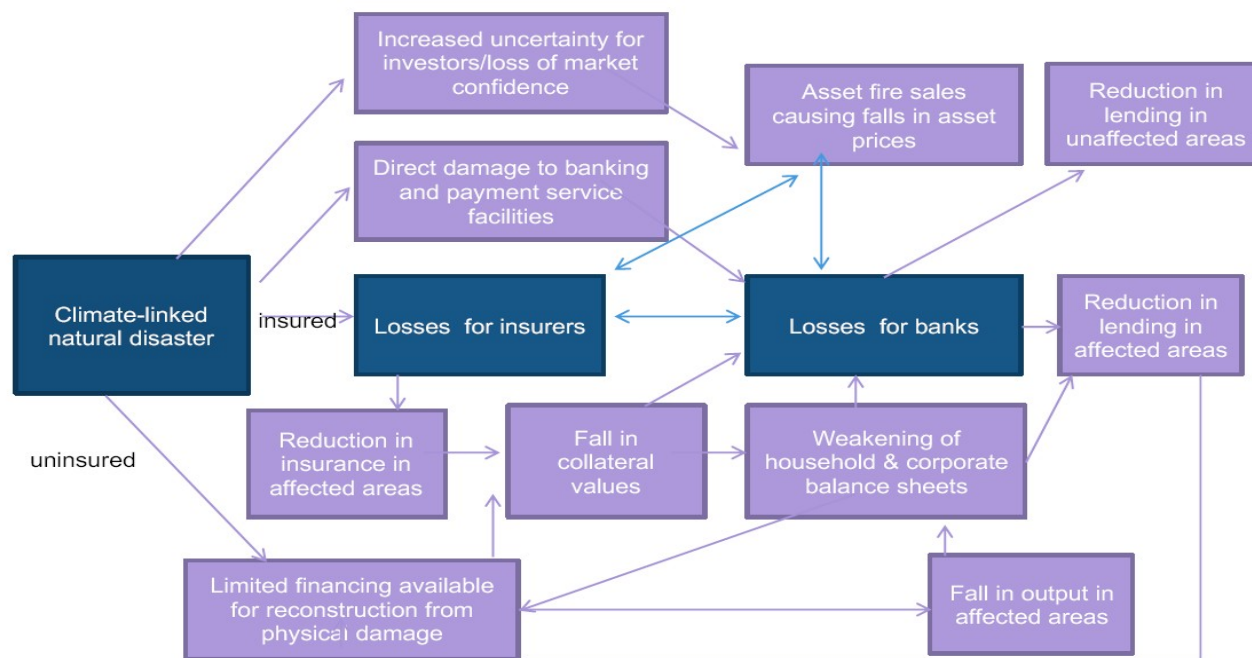 Increased uncertainty for
investors/loss of market
confidence
Asset fire sales
causing falls in asset
prices
Reduction in
lending in
unaffected areas
Direct damage to banking
and payment service
facilities
Climate-linked
natural disaster
insured
Losses for insurers
Losses for banks
Reduction in
lending in
affected areas
uninsured
Reduction in
insurance in
affected areas
Fall in
collateral
values
Weakening of
household & corporate
balance sheets
Limited financing available
for reconstruction from
physical damage
Fall in output in
affected areas